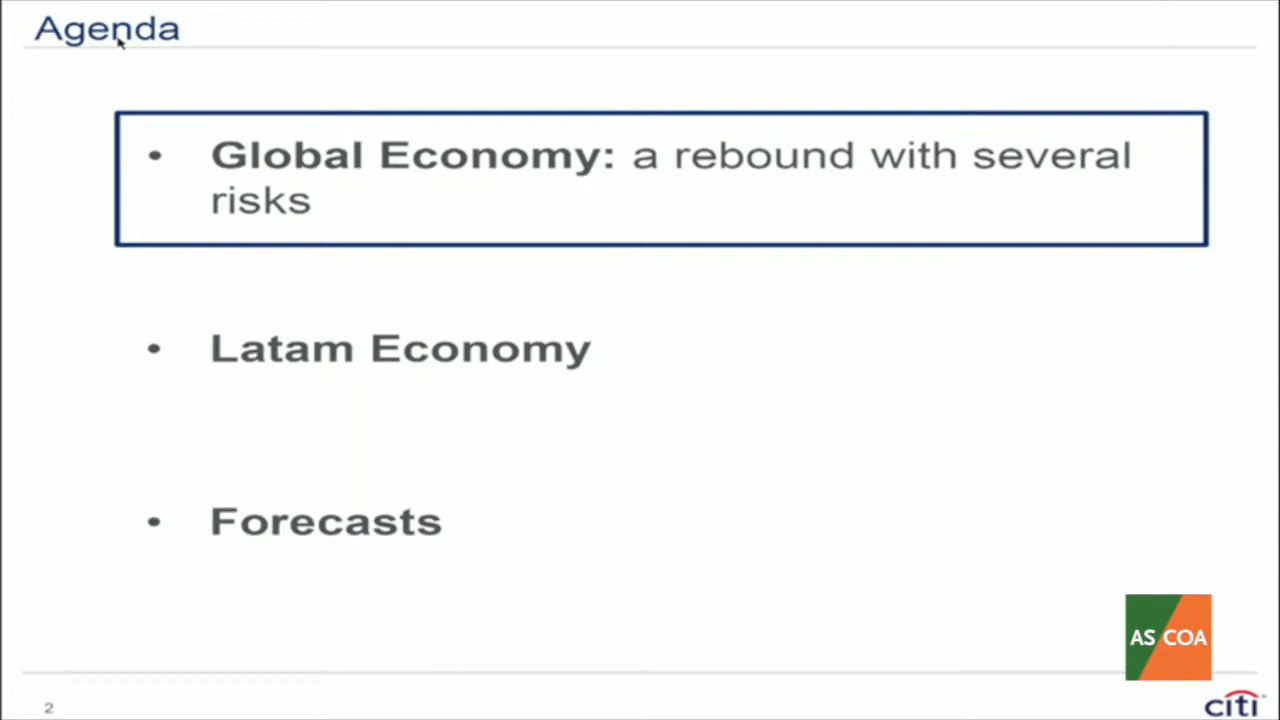 Agenda
• Global Economy: a rebound with several
risks
• Latam Economy
• Forecasts
AS COA
2
citi